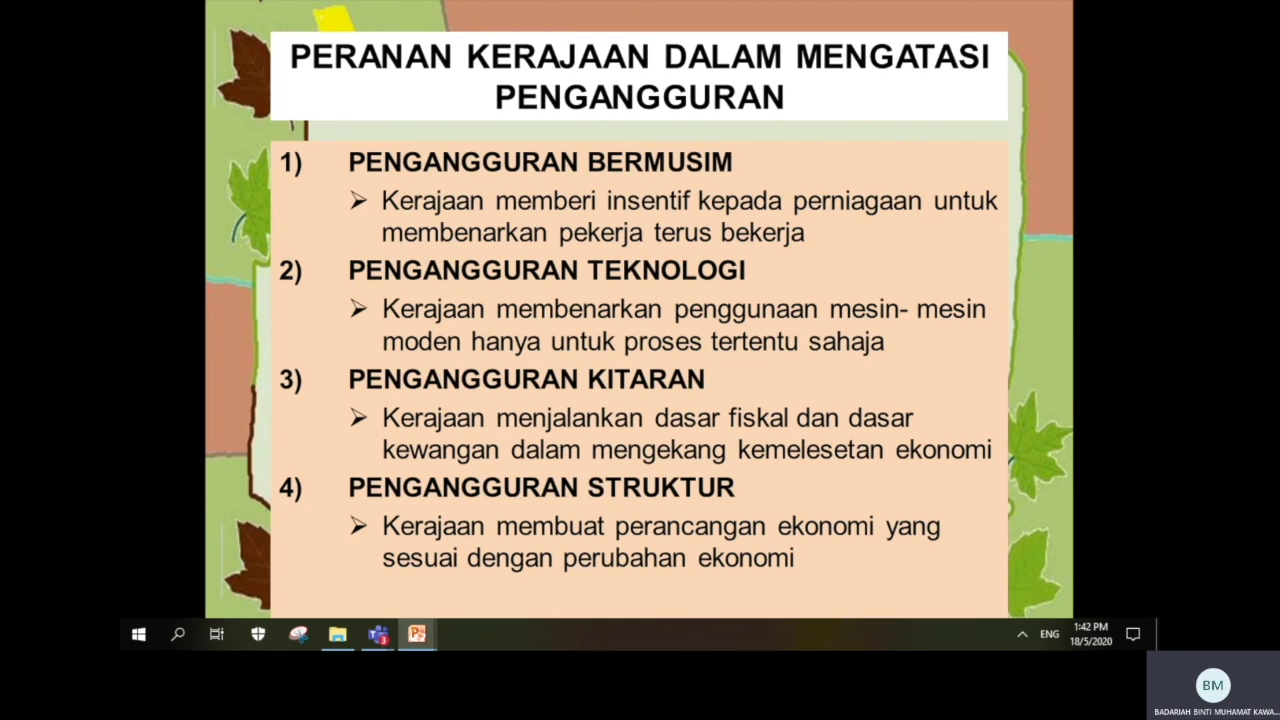 PERANAN KERAJAAN DALAM MENGATASI
PENGANGGURAN
1) PENGANGGURAN BERMUSIM
➢ Kerajaan memberi insentif kepada perniagaan untuk
membenarkan pekerja terus bekerja
2) PENGANGGURAN TEKNOLOGI
➢ Kerajaan membenarkan penggunaan mesin- mesin
moden hanya untuk proses tertentu sahaja
3) PENGANGGURAN KITARAN
➢ Kerajaan menjalankan dasar fiskal dan dasar
kewangan dalam mengekang kemelesetan ekonomi
4) PENGANGGURAN STRUKTUR
➢ Kerajaan membuat perancangan ekonomi yang
sesuai dengan perubahan ekonomi
3
ENG
1:42 PM
18/5/2020
BM
BADARIAH BINTI MUHAMAT KAWA...